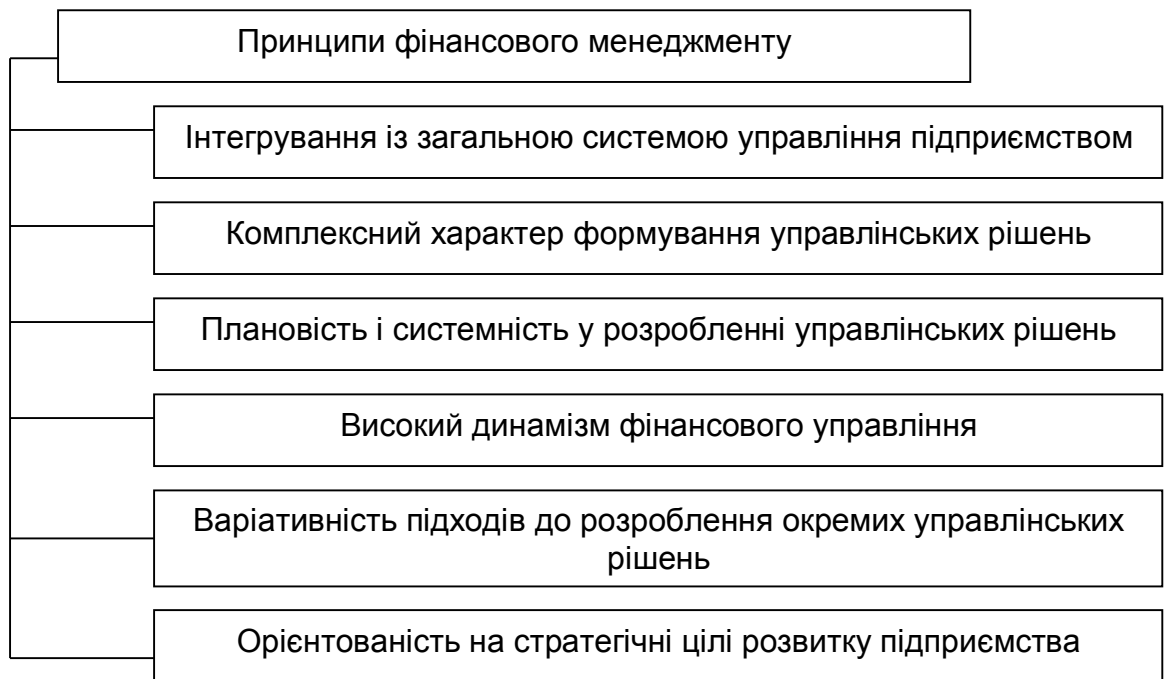 Принципи фінансового менеджменту
Інтегрування із загальною системою управління підприємством
Комплексний характер формування управлінських рішень
Плановість і системність у розробленні управлінських рішень
Високий динамізм фінансового управління
Варіативність підходів до розроблення окремих управлінських
рішень
Орієнтованість на стратегічні цілі розвитку підприємства